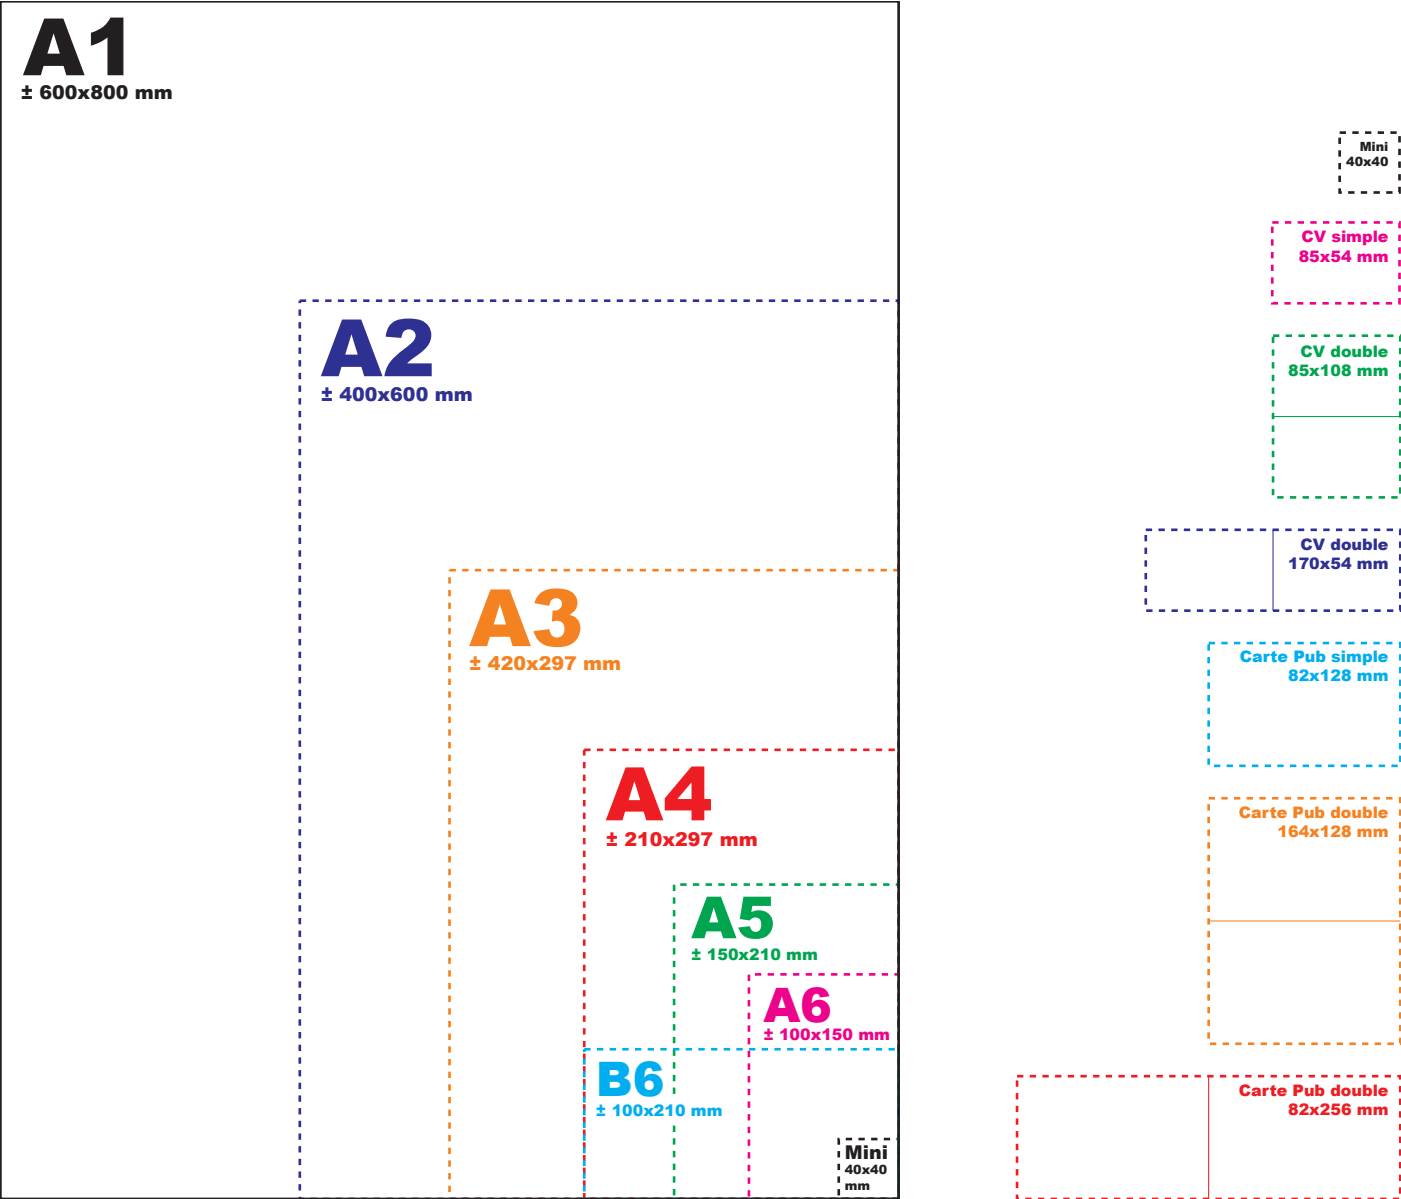 A1
± 600x800 mm
A2
± 400x600 mm
A3
± 420x297 mm
A4
± 210x297 mm
A5
± 150x210 mm
A6
± 100x150 mm
B6
± 100x210 mm
Mini
40x40
mm
Mini
40x40
CV simple
85x54 mm
CV double
85x108 mm
CV double
170x54 mm
Carte Pub simple
82x128 mm
Carte Pub double
164x128 mm
Carte Pub double
82x256 mm